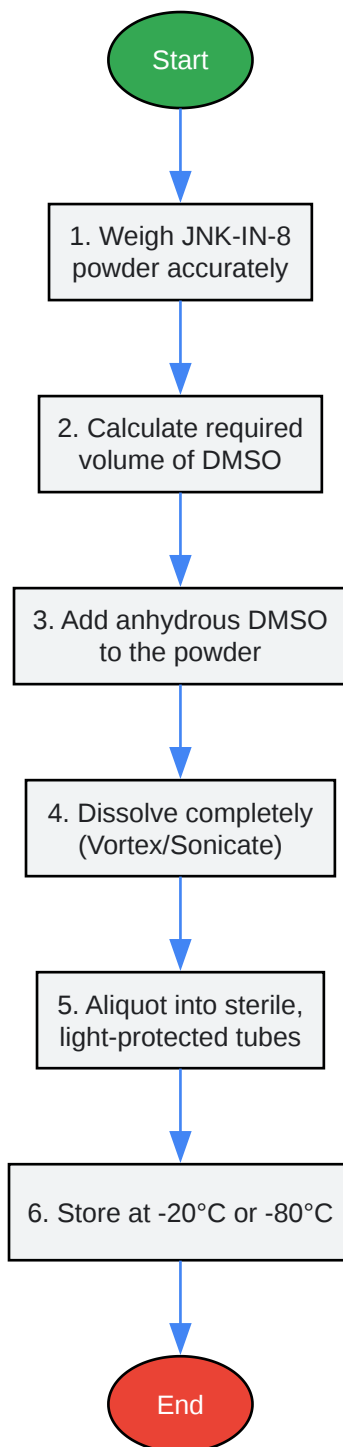 Start
1. Weigh JNK-IN-8
powder accurately
2. Calculate required
volume of DMSO
3. Add anhydrous DMSO
to the powder
4. Dissolve completely
(Vortex/Sonicate)
5. Aliquot into sterile,
light-protected tubes
6. Store at -20°C or -80°C
End